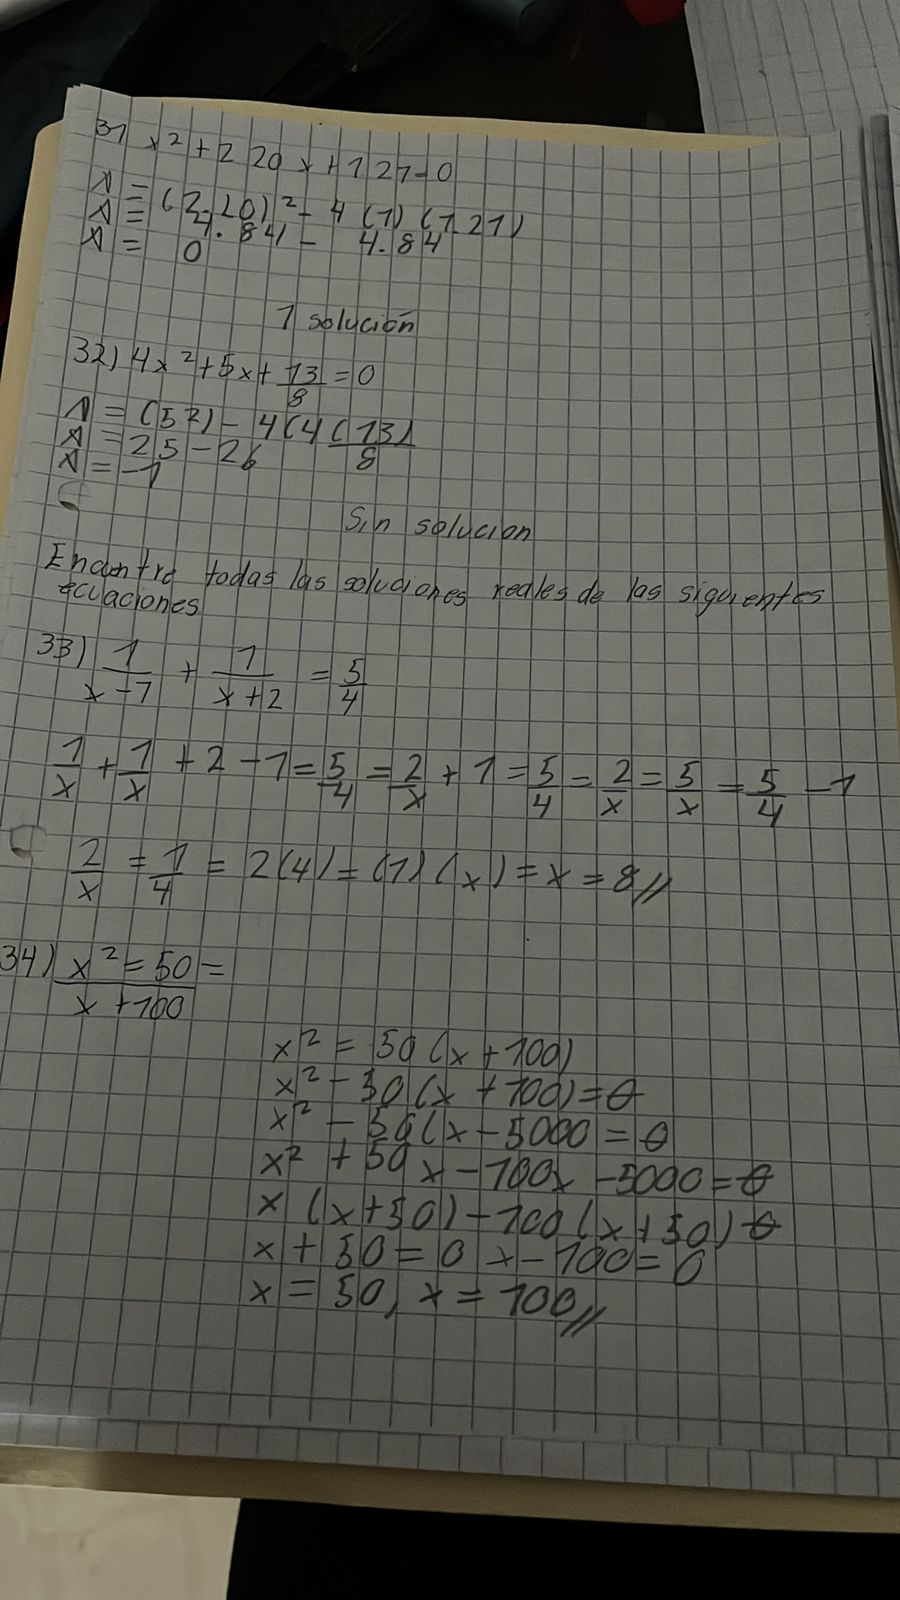 31) x² + 2.20x + 1.21 = 0
Λ = (2.20)² - 4 (1) (1.21)
Λ = 4.84 - 4.84
Λ = 0
1 solución
32) 4x² + 5x + 13/8 = 0
Λ = (5²) - 4(4(13)/8
Λ = 25 - 26
Λ = -1
Sin solucion
Encuentre todas las soluciones reales de las siguientes
ecuaciones
33) 1/(x-1) + 1/(x+2) = 5/4
1/x + 1/x + 2 - 1 = 5/4 = 2/x + 1 = 5/4 = 2/x = 5/x = 5/4 - 1
2/x = 1/4 = 2(4) = (1)(x) = x = 8//
34) x² = 50 =
x + 100
x² = 50(x+100)
x² - 50(x+100) = 0
x² - 50(x - 5000 = 0
x² + 50x - 100x - 5000 = 0
x (x+50) - 100(x+50) 0
x + 50 = 0 x - 100 = 0
x = 50, x = 100//